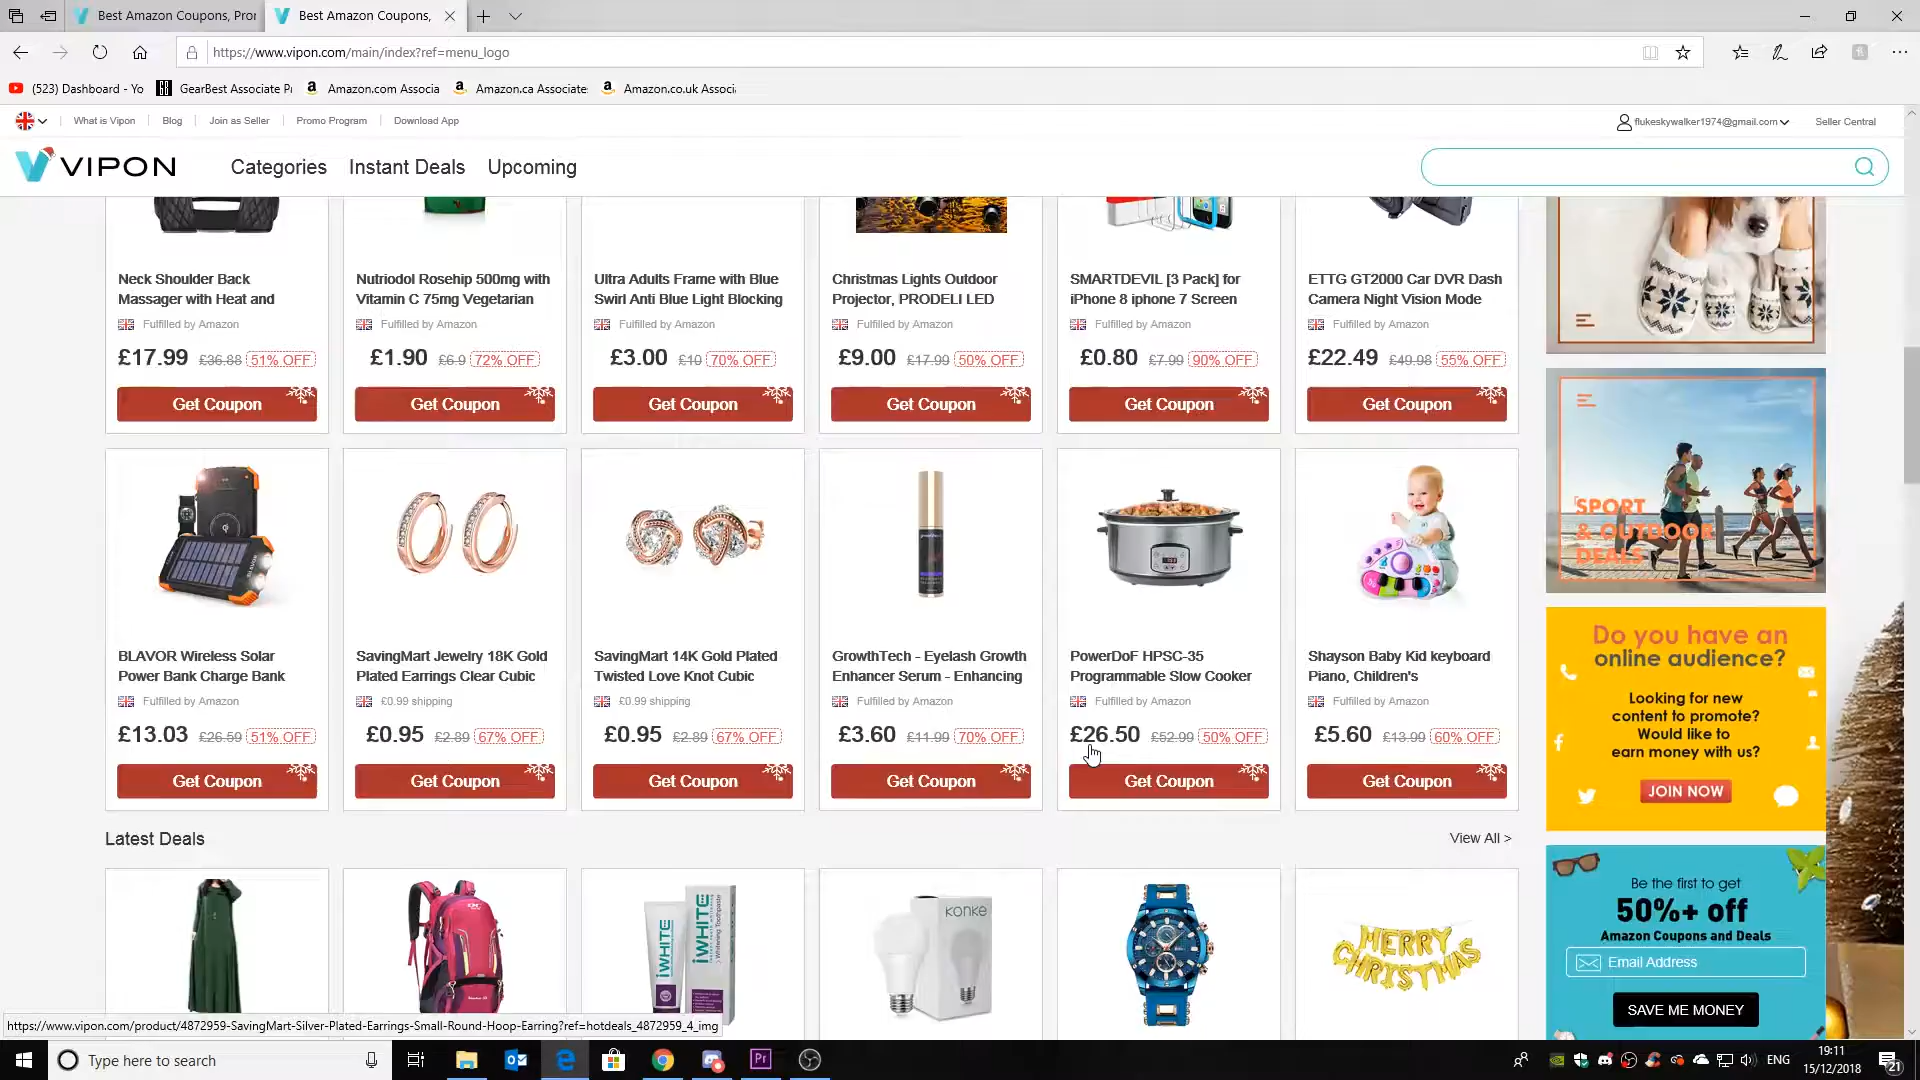 Best Amazon Coupons, Pror
Best Amazon Coupons,
https://www.vipon.com/main/index?ref=menu_logo
(523) Dashboard - Yo
GearBest Associate Pr
Amazon.com Associa
Amazon.ca Associate
Amazon.co.uk Associ
What is Vipon
Blog
Join as Seller
Promo Program
Download App
flukeskywalker1974@gmail.com
Seller Central
VIPON
Categories
Instant Deals
Upcoming
Neck Shoulder Back
Massager with Heat and
Fulfilled by Amazon
£17.99 £36.88 51% OFF
Get Coupon
Nutriodol Rosehip 500mg with
Vitamin C 75mg Vegetarian
Fulfilled by Amazon
£1.90 £6.9 72% OFF
Get Coupon
Ultra Adults Frame with Blue
Swirl Anti Blue Light Blocking
Fulfilled by Amazon
£3.00 £10 70% OFF
Get Coupon
Christmas Lights Outdoor
Projector, PRODELI LED
Fulfilled by Amazon
£9.00 £17.99 50% OFF
Get Coupon
SMARTDEVIL [3 Pack] for
iPhone 8 iphone 7 Screen
Fulfilled by Amazon
£0.80 £7.99 90% OFF
Get Coupon
ETTG GT2000 Car DVR Dash
Camera Night Vision Mode
Fulfilled by Amazon
£22.49 £49.98 55% OFF
Get Coupon
BLAVOR
BLAVOR Wireless Solar
Power Bank Charge Bank
Fulfilled by Amazon
£13.03 £26.59 51% OFF
Get Coupon
SavingMart Jewelry 18K Gold
Plated Earrings Clear Cubic
£0.99 shipping
£0.95 £2.89 67% OFF
Get Coupon
SavingMart 14K Gold Plated
Twisted Love Knot Cubic
£0.99 shipping
£0.95 £2.89 67% OFF
Get Coupon
GrowthTech - Eyelash Growth
Enhancer Serum - Enhancing
Fulfilled by Amazon
£3.60 £11.99 70% OFF
Get Coupon
PowerDoF HPSC-35
Programmable Slow Cooker
Fulfilled by Amazon
£26.50 £52.99 50% OFF
Get Coupon
Shayson Baby Kid keyboard
Piano, Children's
Fulfilled by Amazon
£5.60 £13.99 60% OFF
Get Coupon
SPORT
& OUTDOOR
DEALS
Do you have an
online audience?
Looking for new
content to promote?
Would like to
earn money with us?
JOIN NOW
Latest Deals
View All >
iWHITE
iWHITE
Whitening Toothpaste
KONKE
MERRY
CHRISTMAS
Be the first to get
50%+ off
Amazon Coupons and Deals
Email Address
SAVE ME MONEY
https://www.vipon.com/product/4872959-SavingMart-Silver-Plated-Earrings-Small-Round-Hoop-Earring?ref=hotdeals_4872959_4_img
Type here to search
Pr
ENG
19:11
15/12/2018
21